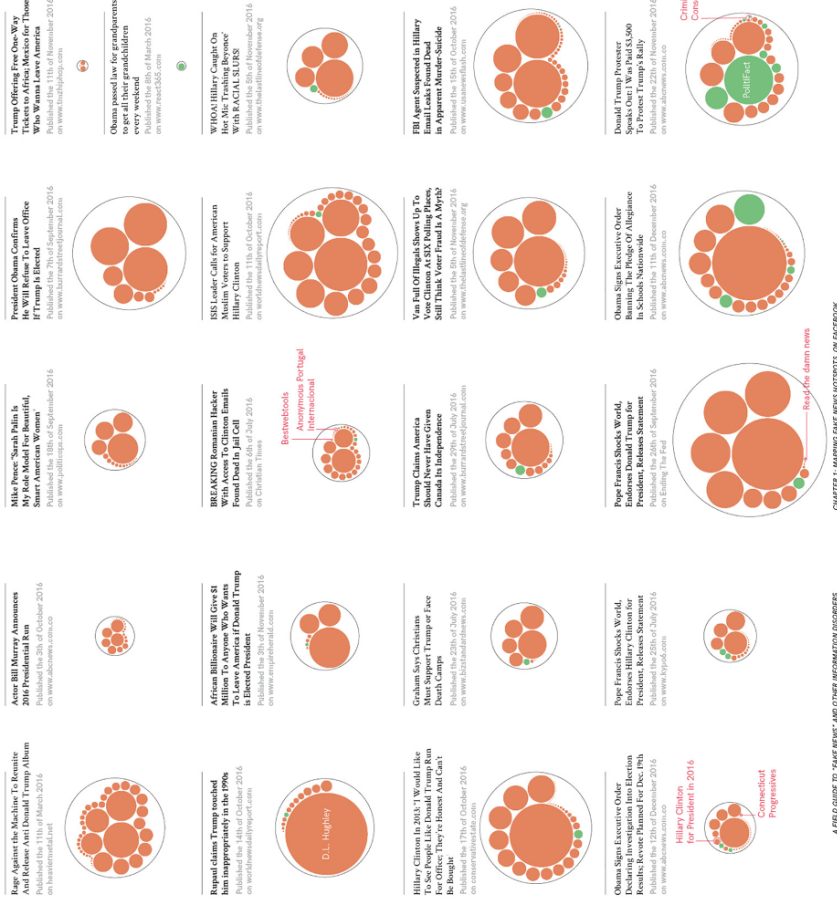 Rage Against the Machine To Reunite
And Release Anti Donald Trump Album
Published the 11th of March 2016
on heaviermetal.net
Actor Bill Murray Announces
2016 Presidential Run
Published the 3th of October 2016
on www.abcnews.com.co
Mike Pence: 'Sarah Palin Is
My Role Model For Beautiful,
Smart American Women'
Published the 18th of September 2016
on www.politicops.com
President Obama Confirms
He Will Refuse To Leave Office
If Trump Is Elected
Published the 7th of September 2016
on www.burrardstreetjournal.com
Trump Offering Free One-Way
Tickets to Africa; Mexico for Those
Who Wanna Leave America
Published the 11th of November 2016
on www.tmzhiphop.com
Obama passed law for grandparents
to get all their grandchildren
every weekend
Published the 8th of March 2016
on www.react365.com
Rupaul claims Trump touched
him inappropriately in the 1990s
Published the 14th of October 2016
on worldnewsdailyreport.com
D.L. Hughley
African Billionaire Will Give $1
Million To Anyone Who Wants
To Leave America if Donald Trump
is Elected President
Published the 3th of November 2016
on www.empireherald.com
BREAKING Romanian Hacker
With Access To Clinton Emails
Found Dead In Jail Cell
Published the 6th of July 2016
on Christian Times
Bestwebtools
Anonymous Portugal
Internacional
ISIS Leader Calls for American
Muslim Voters to Support
Hillary Clinton
Published the 11th of October 2016
on worldnewsdailyreport.com
WHOA! Hillary Caught On
Hot Mic Trashing Beyonce'
With RACIAL SLURS!
Published the 5th of November 2016
on www.thelastlineofdefense.org
Hillary Clinton In 2013:'I Would Like
To See People Like Donald Trump Run
For Office; They're Honest And Can't
Be Bought
Published the 17th of October 2016
on conservativestate.com
Graham Says Christians
Must Support Trump or Face
Death Camps
Published the 23th of July 2016
Trump Claims America
Should Never Have Given
Canada Its Independence
Published the 29th of July 2016
on www.burrardstreetjournal.com
Van Full Of Illegals Shows Up To
Vote Clinton At SIX Polling Places,
Still Think Voter Fraud Is A Myth?
Published the 5th of November 2016
on www.thelastlineofdefense.org
FBI Agent Suspected in Hillary
Email Leaks Found Dead
in Apparent Murder-Suicide
Published the 15th of October 2016
on www.usanewsflash.com
Obama Signs Executive Order
Declaring Investigation Into Election
Results; Revote Planned For Dec. 19th
Published the 12th of December 2016
on www.abcnews.com.co
Hillary Clinton
for President in 2016
Connecticut
Progressives
Pope Francis Shocks World,
Endorses Hillary Clinton for
President, Releases Statement
Published the 25th of July 2016
on www.kypo6.com
Pope Francis Shocks World,
Endorses Donald Trump for
President, Releases Statement
Published the 26th of September 2016
on Ending The Fed
Read the damn news
Obama Signs Executive Order
Banning The Pledge Of Allegiance
In Schools Nationwide
Published the 11th of December 2016
on www.abcnews.com.co
Donald Trump Protester
Speaks Out: I Was Paid $3,500
To Protest Trump's Rally
Published the 22th of November 2016
on www.abcnews.com.co
PolitiFact
Crimi
Cons
A FIELD GUIDE TO "FAKE NEWS" AND OTHER INFORMATION DISORDERS
CHAPTER 1: MAPPING FAKE NEWS HOTSPOTS ON FACEBOOK